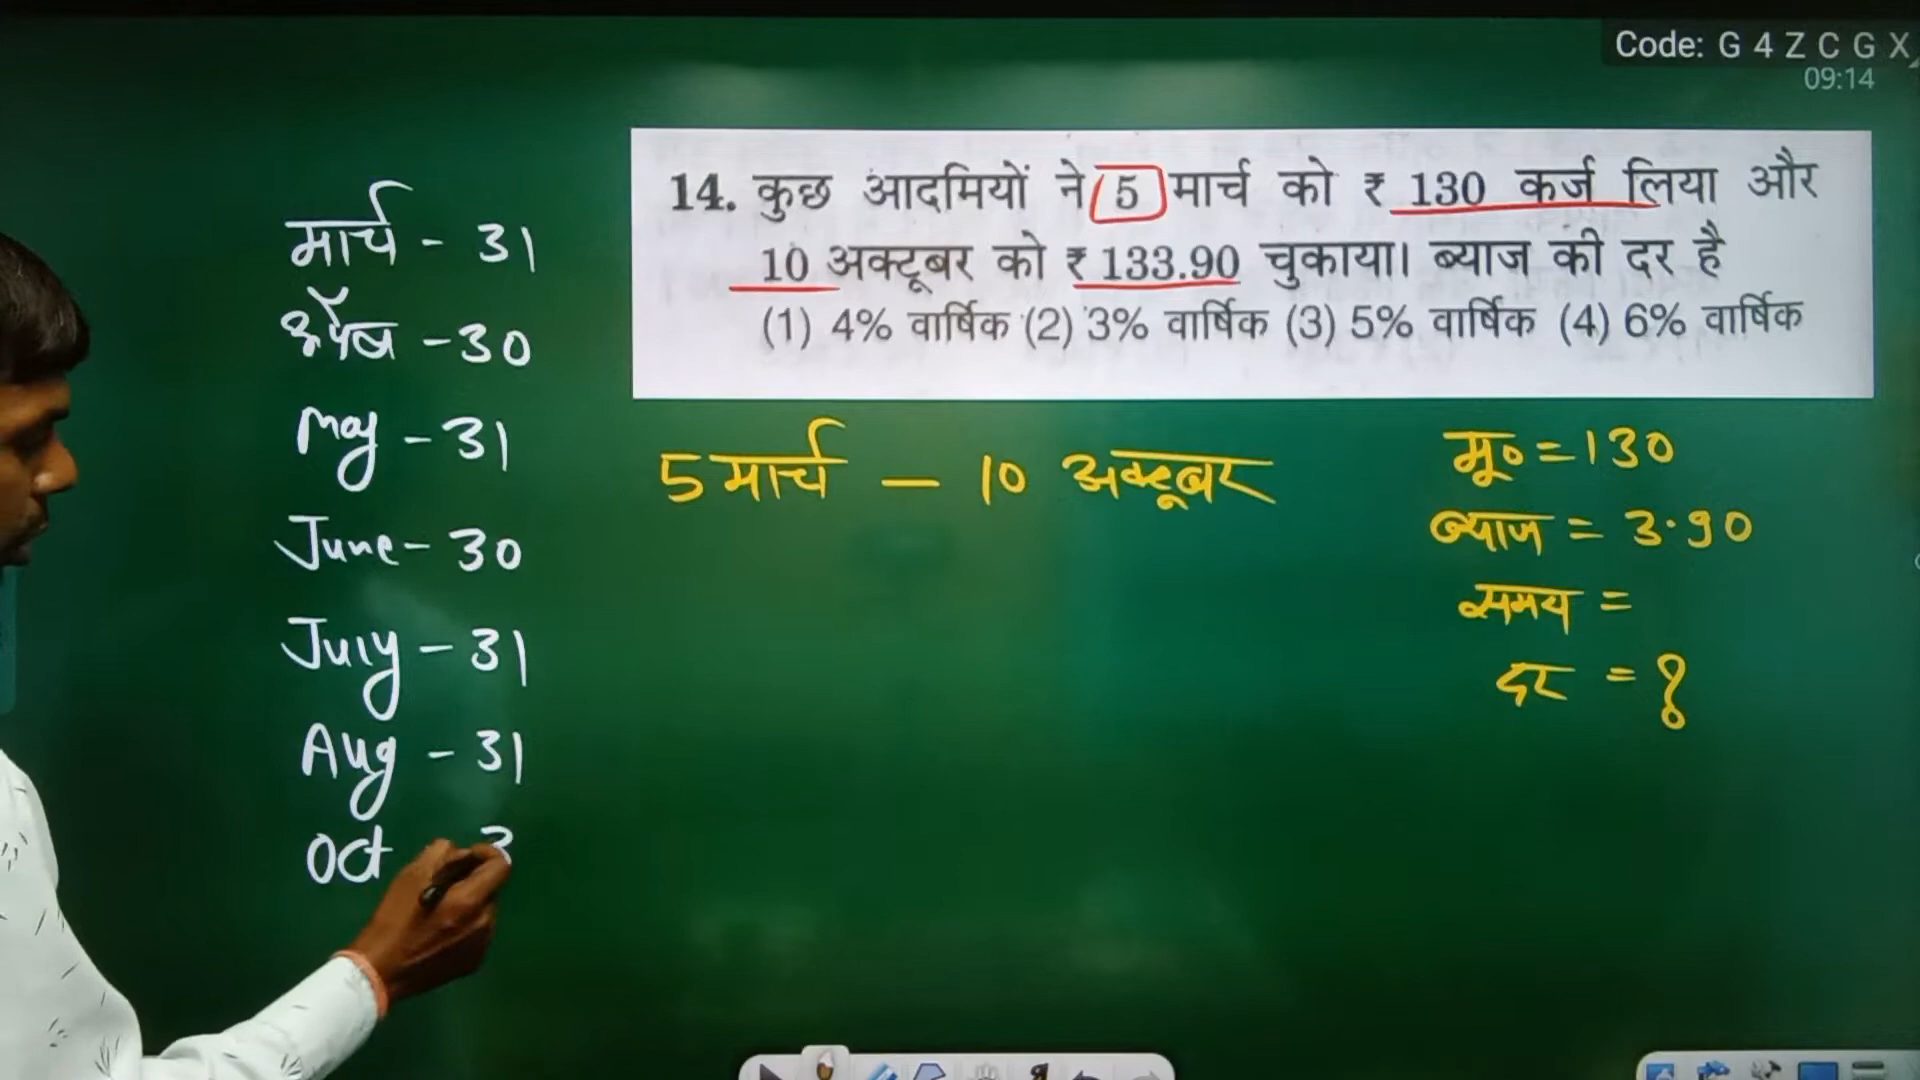 Code: G 4 Z C G X
09:14
14. कुछ आदमियों ने 5 मार्च को ₹ 130 कर्ज लिया और
10 अक्टूबर को ₹ 133.90 चुकाया। ब्याज की दर है
(1) 4% वार्षिक (2) 3% वार्षिक (3) 5% वार्षिक (4) 6% वार्षिक
मार्च - 31
- 30
May - 31
June - 30
July - 31
Aug - 31
Oct 3
5 मार्च — 10 अक्टूबर
मू० = 130
ब्याज = 3.90
समय =
दर = ?